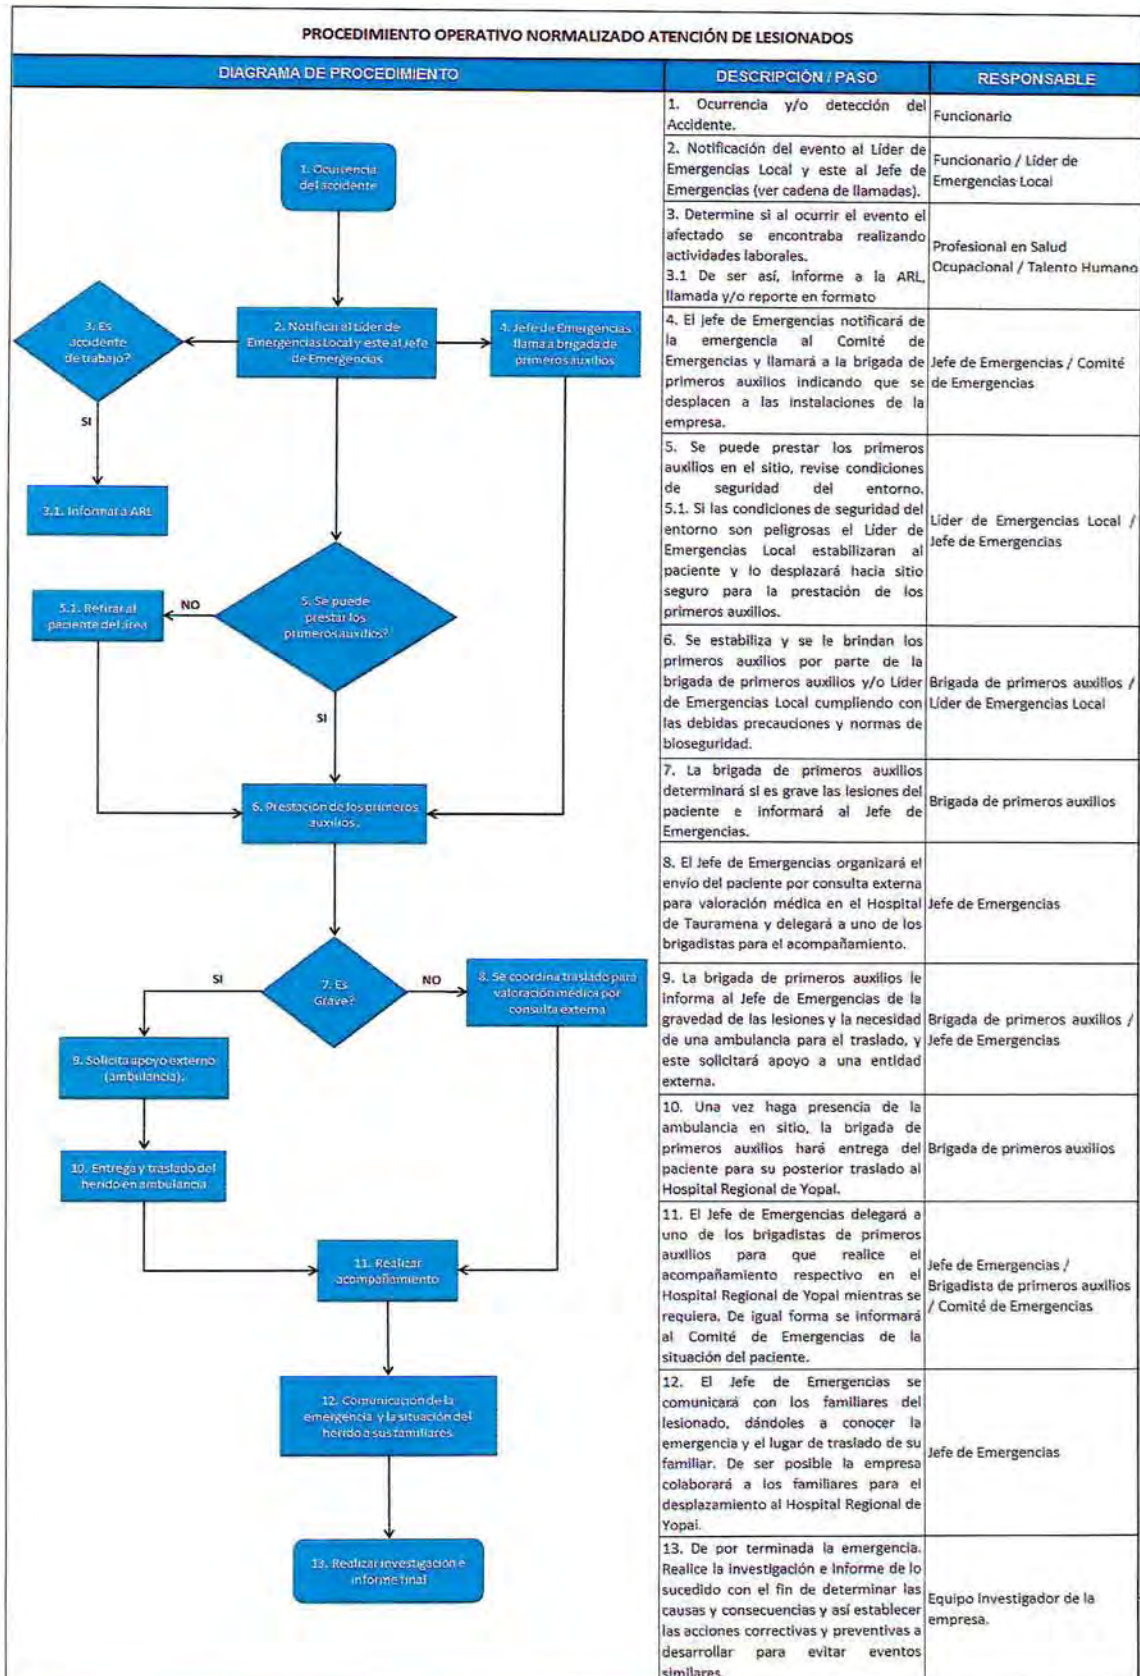 PROCEDIMIENTO OPERATIVO NORMALIZADO ATENCIÓN DE LESIONADOS
DIAGRAMA DE PROCEDIMIENTO
DESCRIPCIÓN / PASO
RESPONSABLE
1. Ocurrencia
del accidente
2. Notificar al Líder de
Emergencias Local y este al Jefe
de Emergencias
3. Es
accidente
de trabajo?
4. Jefe de Emergencias
llama a brigada de
primeros auxilios
SI
3.1. Informar a ARL
5. Se puede
prestar los
primeros auxilios?
NO
5.1. Retirar al
paciente del área
SI
6. Prestación de los primeros
auxilios.
7. Es
Grave?
SI
NO
8. Se coordina traslado para
valoración médica por
consulta externa
9. Solicita apoyo externo
(ambulancia).
10. Entrega y traslado del
herido en ambulancia
11. Realizar
acompañamiento
12. Comunicación de la
emergencia y la situación del
herido a sus familiares
13. Realizar investigación e
informe final
1. Ocurrencia y/o detección del
Accidente.
Funcionario
2. Notificación del evento al Líder de
Emergencias Local y este al Jefe de
Emergencias (ver cadena de llamadas).
Funcionario / Líder de
Emergencias Local
3. Determine si al ocurrir el evento el
afectado se encontraba realizando
actividades laborales.
3.1 De ser así, informe a la ARL,
llamada y/o reporte en formato
Profesional en Salud
Ocupacional / Talento Humano
4. El Jefe de Emergencias notificará de
la emergencia al Comité de
Emergencias y llamará a la brigada de
primeros auxilios indicando que se
desplacen a las instalaciones de la
empresa.
Jefe de Emergencias / Comité
de Emergencias
5. Se puede prestar los primeros
auxilios en el sitio, revise condiciones
de seguridad del entorno.
5.1. Si las condiciones de seguridad del
entorno son peligrosas el Líder de
Emergencias Local estabilizaran al
paciente y lo desplazará hacia sitio
seguro para la prestación de los
primeros auxilios.
Líder de Emergencias Local /
Jefe de Emergencias
6. Se estabiliza y se le brindan los
primeros auxilios por parte de la
brigada de primeros auxilios y/o Líder
de Emergencias Local cumpliendo con
las debidas precauciones y normas de
bioseguridad.
Brigada de primeros auxilios /
Líder de Emergencias Local
7. La brigada de primeros auxilios
determinará si es grave las lesiones del
paciente e informará al Jefe de
Emergencias.
Brigada de primeros auxilios
8. El Jefe de Emergencias organizará el
envío del paciente por consulta externa
para valoración médica en el Hospital
de Tauramena y delegará a uno de los
brigadistas para el acompañamiento.
Jefe de Emergencias
9. La brigada de primeros auxilios le
informa al Jefe de Emergencias de la
gravedad de las lesiones y la necesidad
de una ambulancia para el traslado, y
este solicitará apoyo a una entidad
externa.
Brigada de primeros auxilios /
Jefe de Emergencias
10. Una vez haga presencia de la
ambulancia en sitio, la brigada de
primeros auxilios hará entrega del
paciente para su posterior traslado al
Hospital Regional de Yopal.
Brigada de primeros auxilios
11. El Jefe de Emergencias delegará a
uno de los brigadistas de primeros
auxilios para que realice el
acompañamiento respectivo en el
Hospital Regional de Yopal mientras se
requiera. De igual forma se informará
al Comité de Emergencias de la
situación del paciente.
Jefe de Emergencias /
Brigadista de primeros auxilios
/ Comité de Emergencias
12. El Jefe de Emergencias se
comunicará con los familiares del
lesionado, dándoles a conocer la
emergencia y el lugar de traslado de su
familiar. De ser posible la empresa
colaborará a los familiares para el
desplazamiento al Hospital Regional de
Yopal.
Jefe de Emergencias
13. De por terminada la emergencia.
Realice la investigación e informe de lo
sucedido con el fin de determinar las
causas y consecuencias y así establecer
las acciones correctivas y preventivas a
desarrollar para evitar eventos
similares
Equipo Investigador de la
empresa.